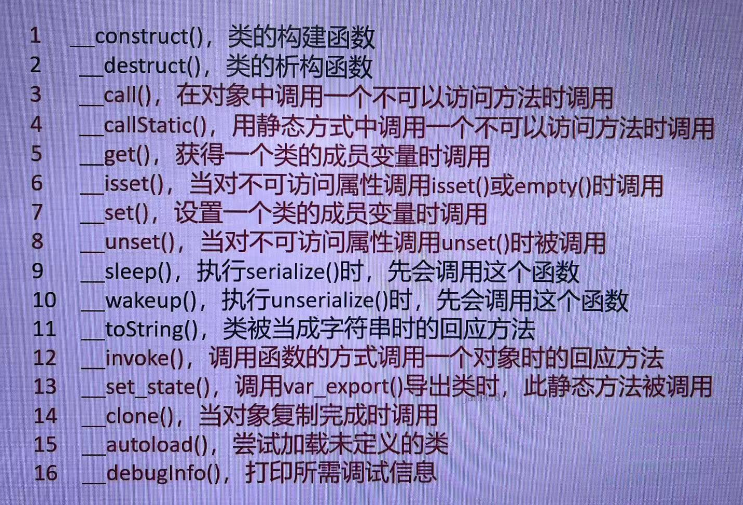 1 __construct(), 类的构建函数
2 __destruct(), 类的析构函数
3 __call(), 在对象中调用一个不可以访问方法时调用
4 __callStatic(), 用静态方式中调用一个不可以访问方法时调用
5 __get(), 获得一个类的成员变量时调用
6 __isset(), 当对不可访问属性调用isset()或empty()时调用
7 __set(), 设置一个类的成员变量时调用
8 __unset(), 当对不可访问属性调用unset()时被调用
9 __sleep(), 执行serialize()时, 先会调用这个函数
10 __wakeup(), 执行unserialize()时, 先会调用这个函数
11 __toString(), 类被当成字符串时的回应方法
12 __invoke(), 调用函数的方式调用一个对象时的回应方法
13 __set_state(), 调用var_export()导出类时, 此静态方法被调用
14 __clone(), 当对象复制完成时调用
15 __autoload(), 尝试加载未定义的类
16 __debugInfo(), 打印所需调试信息